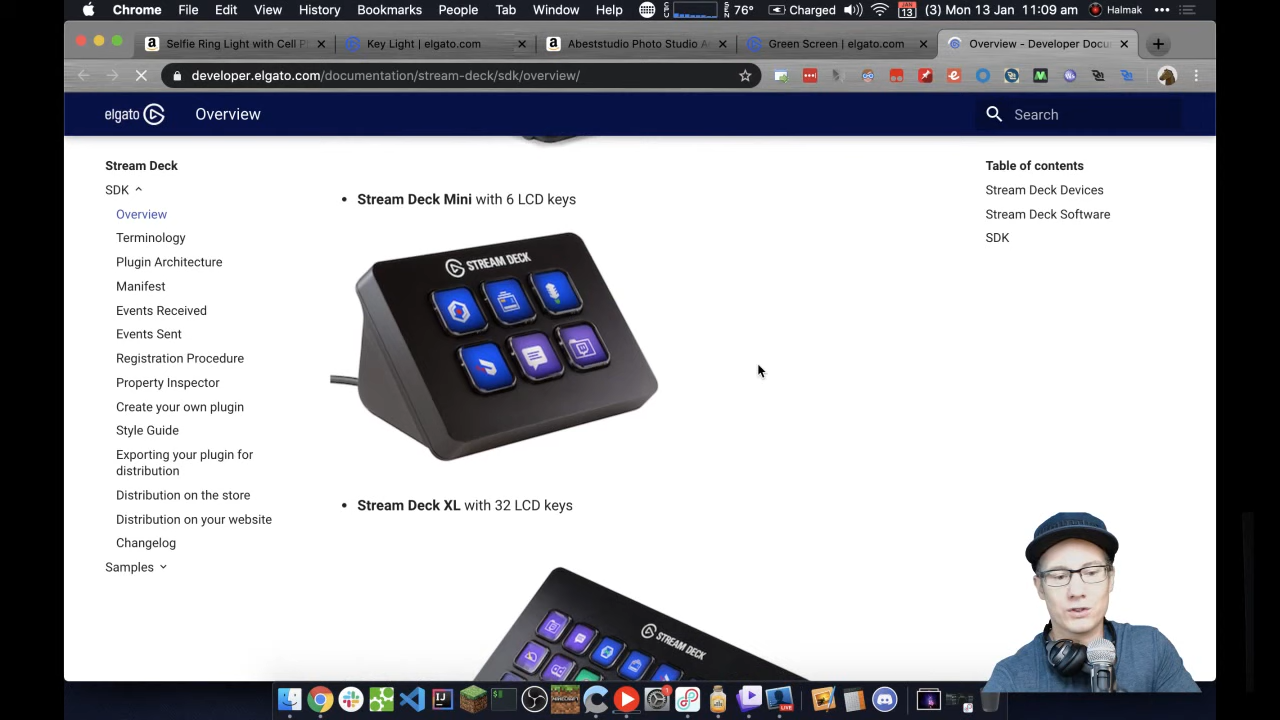 Chrome File Edit View History Bookmarks People Tab Window Help 76° Charged JAN 13 (3) Mon 13 Jan 11:09 am Halmak
Selfie Ring Light with Cell P
Key Light | elgato.com
Abeststudio Photo Studio A
Green Screen | elgato.com
Overview - Developer Docu
developer.elgato.com/documentation/stream-deck/sdk/overview/
elgato Overview Search
Stream Deck
SDK
Overview
Terminology
Plugin Architecture
Manifest
Events Received
Events Sent
Registration Procedure
Property Inspector
Create your own plugin
Style Guide
Exporting your plugin for
distribution
Distribution on the store
Distribution on your website
Changelog
Samples
• Stream Deck Mini with 6 LCD keys
STREAM DECK
• Stream Deck XL with 32 LCD keys
STREAM DECK
Table of contents
Stream Deck Devices
Stream Deck Software
SDK
LIVE